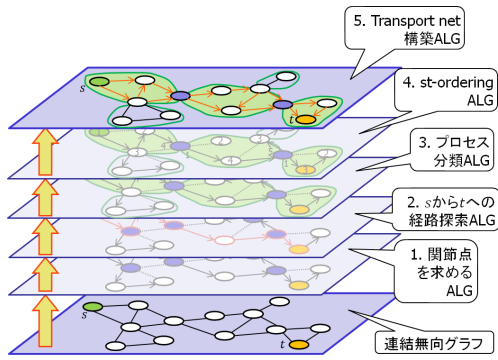 5. Transport net
構築ALG
4. st-ordering
ALG
3. プロセス
分類ALG
2. sからtへの
経路探索ALG
1. 関節点
を求める
ALG
連結無向グラフ
s
t
s
t